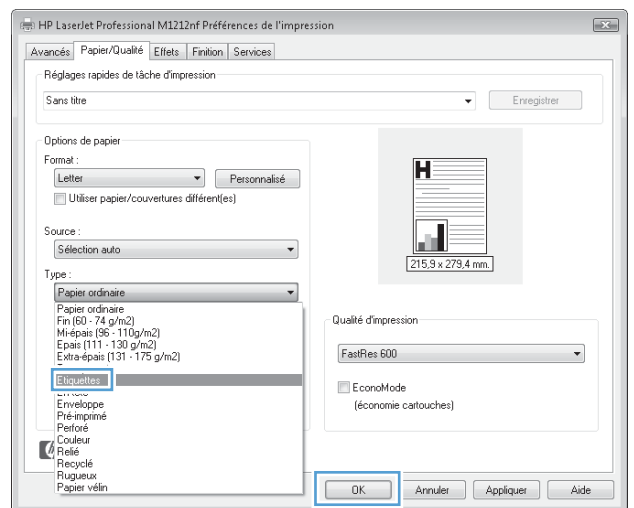 HP LaserJet Professional M1212nf Préférences de l'impression
Avancés Papier/Qualité Effets Finition Services
Réglages rapides de tâche d'impression
Sans titre
Enregistrer
Options de papier
Format :
Letter
Personnalisé
Utiliser papier/couvertures différent(es)
Source :
Sélection auto
215,9 x 279,4 mm.
Type :
Papier ordinaire
Papier ordinaire
Fin (60 - 74 g/m2)
Mi-épais (96 - 110g/m2)
Epais (111 - 130 g/m2)
Extra-épais (131 - 175 g/m2)
Etiquettes
Enveloppe
Pré-imprimé
Perforé
Couleur
Relié
Recyclé
Rugueux
Papier vélin
Qualité d'impression
FastRes 600
EconoMode
(économie cartouches)
OK Annuler Appliquer Aide